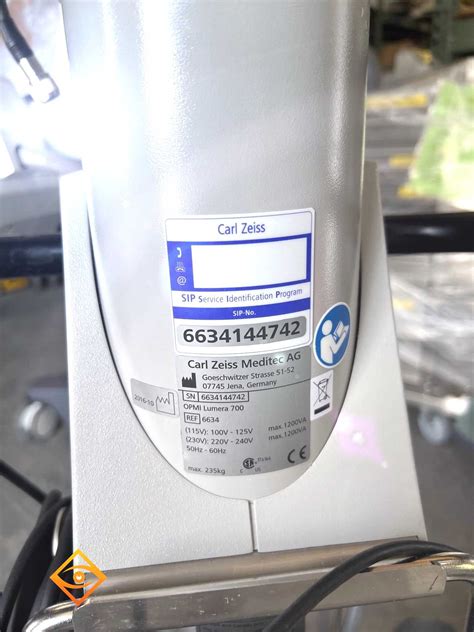 Carl Zeiss
@
SIP Service Identification Program
SIP-No.
6634144742
Carl Zeiss Meditec AG
Goeschwitzer Strasse 51-52
07745 Jena, Germany
2016-10
SN 6634144742
OPMI Lumera 700
REF 6634
(115V): 100V - 125V max.1200VA
(230V): 220V - 240V max.1200VA
50Hz - 60Hz
max. 235kg